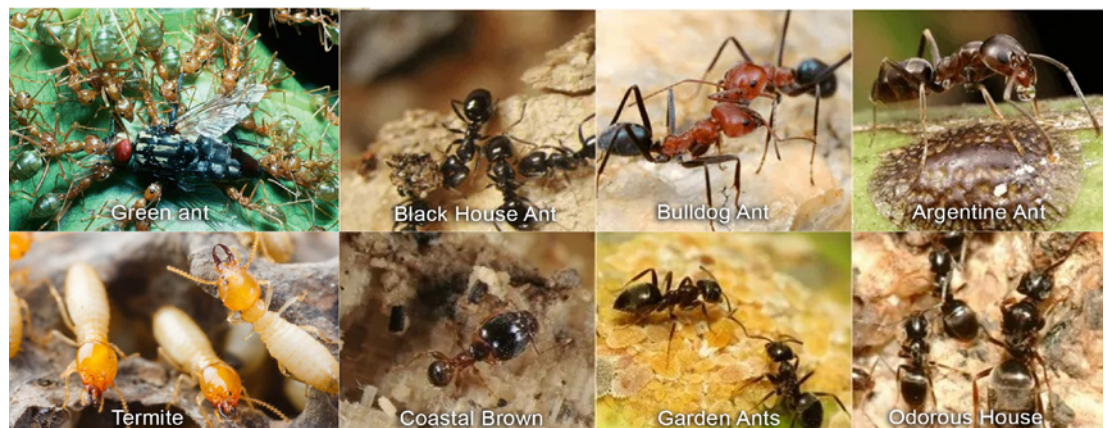 Green ant
Black House Ant
Bulldog Ant
Argentine Ant
Termite
Coastal Brown
Garden Ants
Odorous House